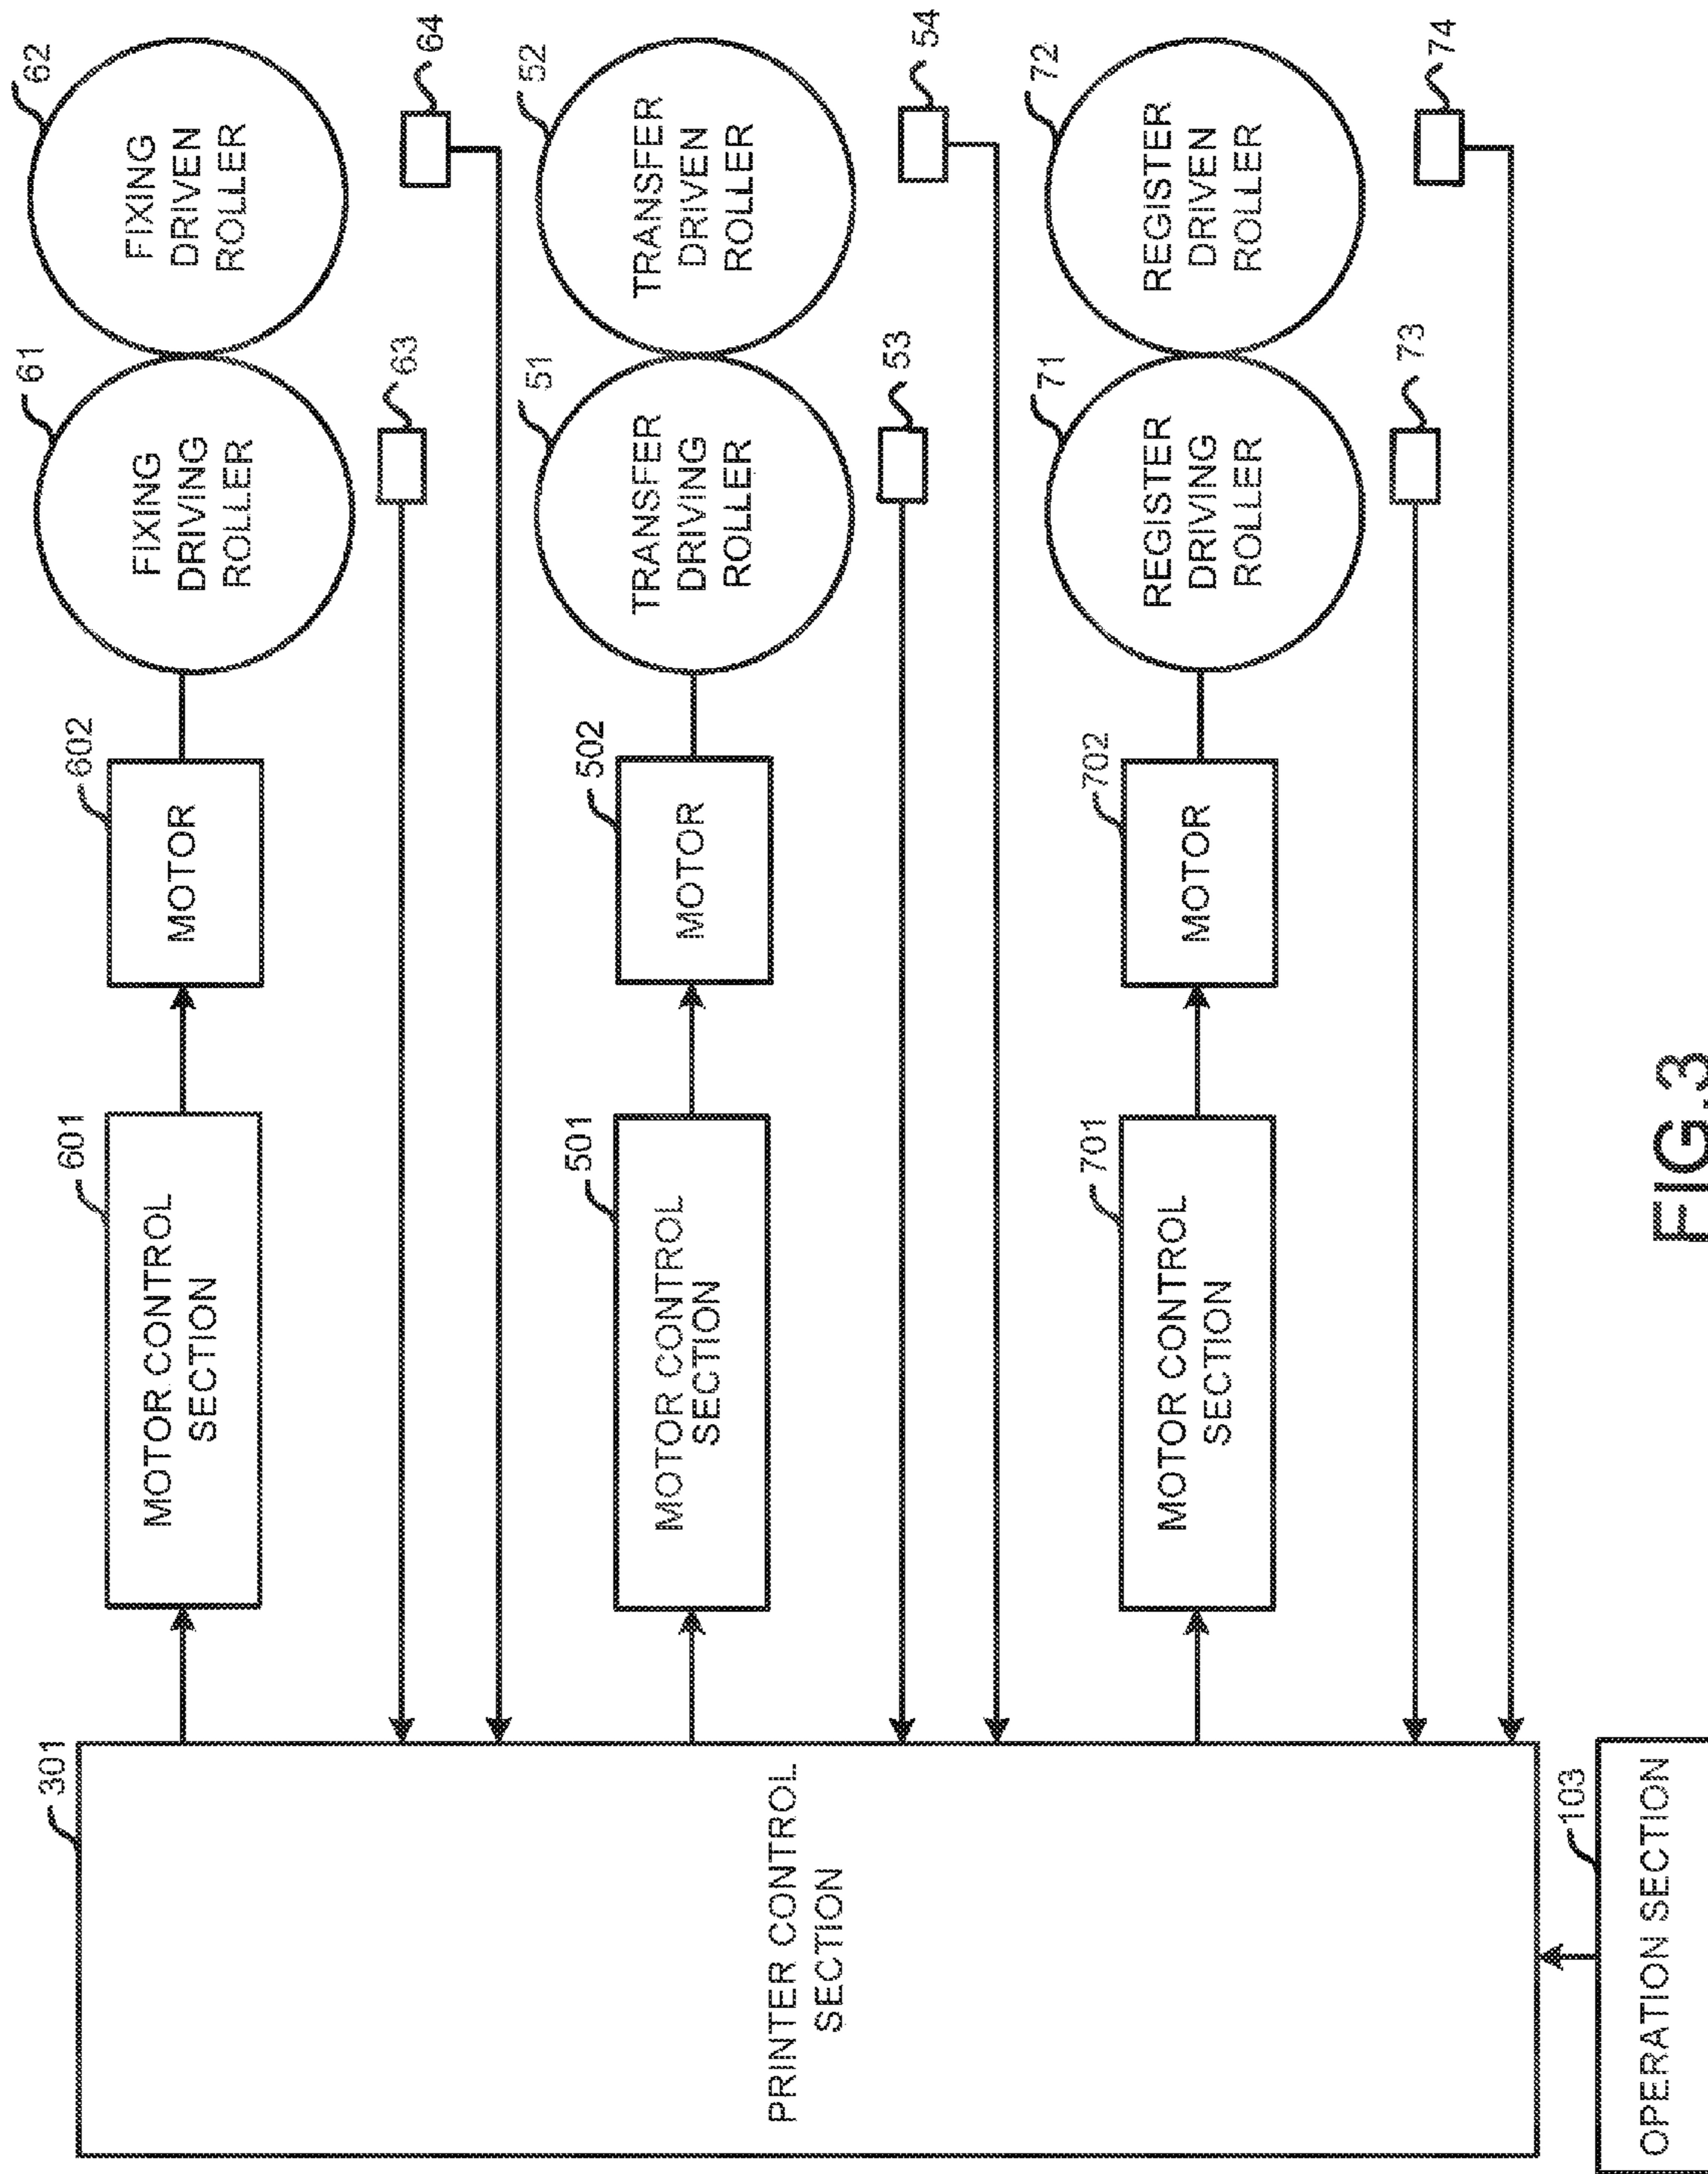 301
PRINTER CONTROL
SECTION
103
OPERATION SECTION
601
MOTOR CONTROL
SECTION
602
MOTOR
61
FIXING
DRIVING
ROLLER
62
FIXING
DRIVEN
ROLLER
63
64
501
MOTOR CONTROL
SECTION
502
MOTOR
51
TRANSFER
DRIVING
ROLLER
52
TRANSFER
DRIVEN
ROLLER
53
54
701
MOTOR CONTROL
SECTION
702
MOTOR
71
REGISTER
DRIVING
ROLLER
72
REGISTER
DRIVEN
ROLLER
73
74
FIG.3